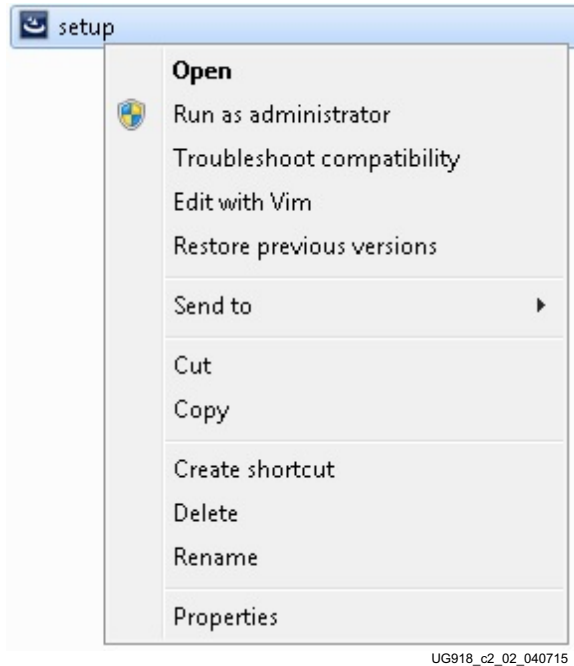 setup
Open
Run as administrator
Troubleshoot compatibility
Edit with Vim
Restore previous versions
Send to
Cut
Copy
Create shortcut
Delete
Rename
Properties
UG918_c2_02_040715